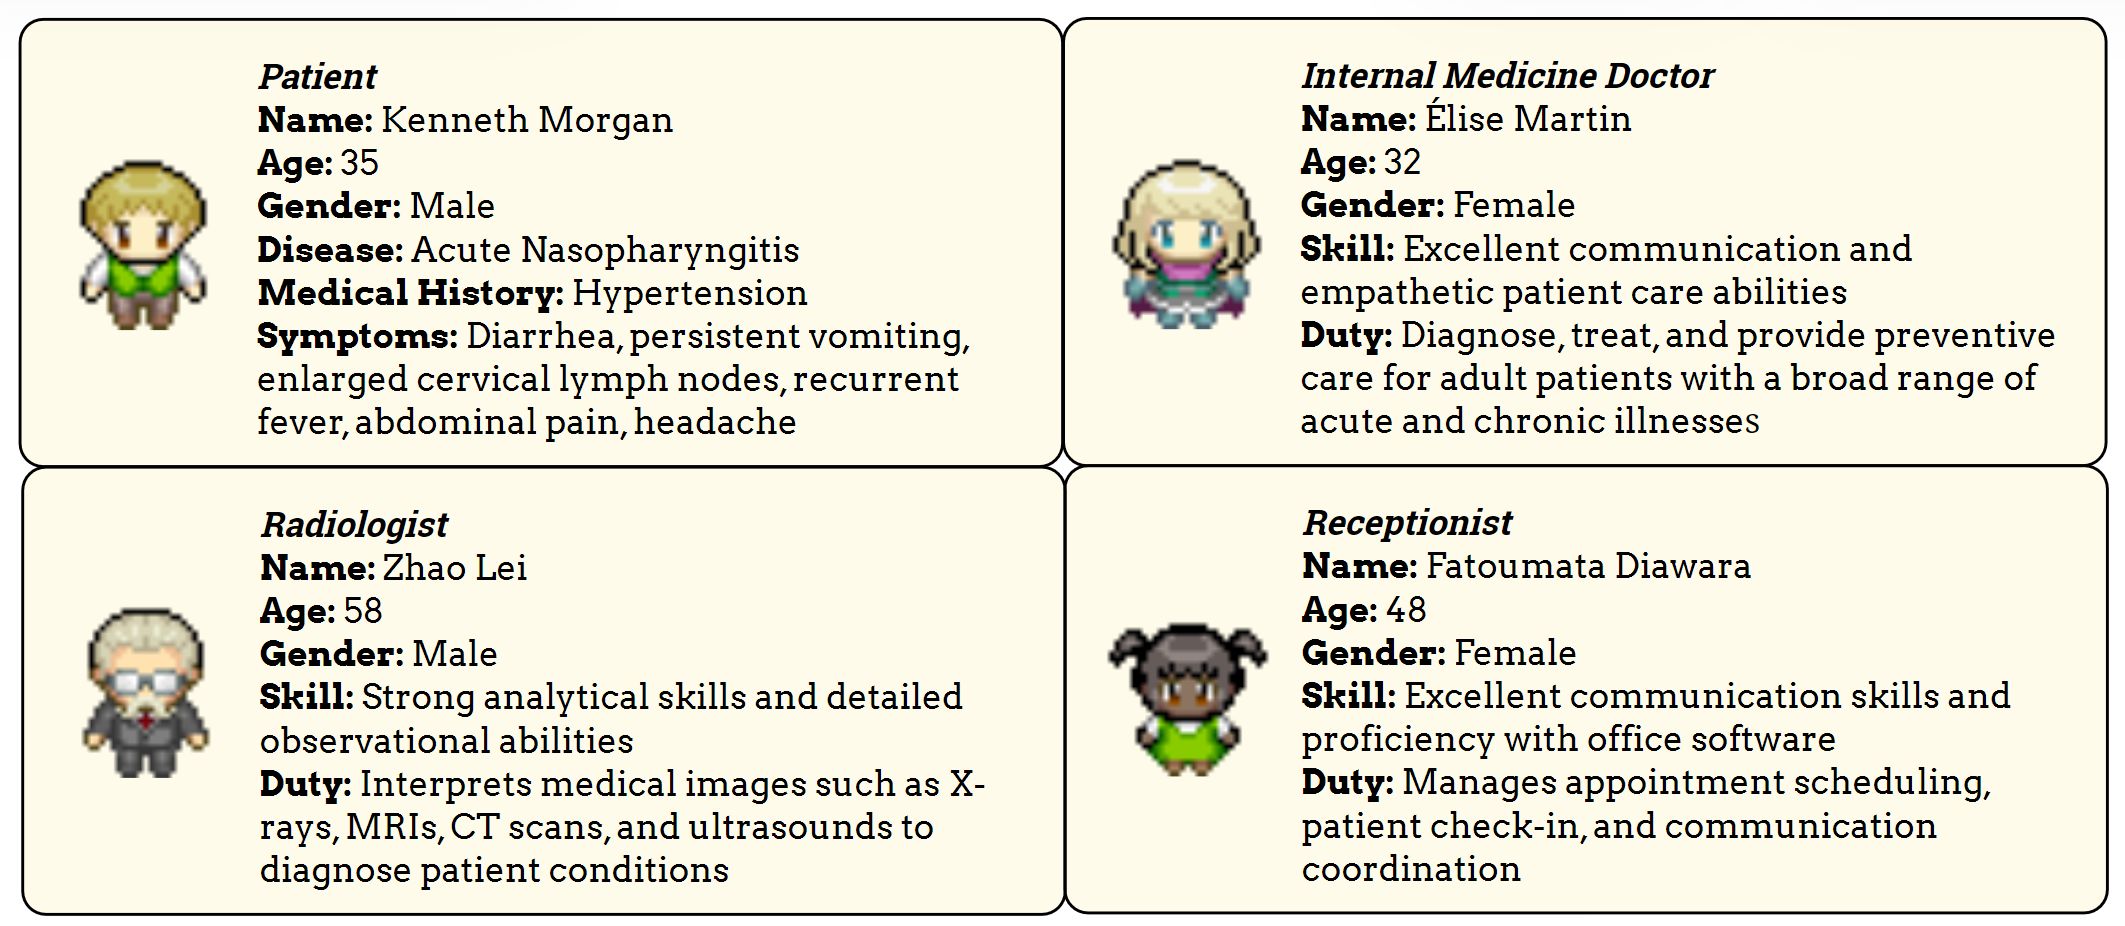 Patient
Name: Kenneth Morgan
Age: 35
Gender: Male
Disease: Acute Nasopharyngitis
Medical History: Hypertension
Symptoms: Diarrhea, persistent vomiting,
enlarged cervical lymph nodes, recurrent
fever, abdominal pain, headache
Internal Medicine Doctor
Name: Élise Martin
Age: 32
Gender: Female
Skill: Excellent communication and
empathetic patient care abilities
Duty: Diagnose, treat, and provide preventive
care for adult patients with a broad range of
acute and chronic illnesses
Radiologist
Name: Zhao Lei
Age: 58
Gender: Male
Skill: Strong analytical skills and detailed
observational abilities
Duty: Interprets medical images such as X-
rays, MRIs, CT scans, and ultrasounds to
diagnose patient conditions
Receptionist
Name: Fatoumata Diawara
Age: 48
Gender: Female
Skill: Excellent communication skills and
proficiency with office software
Duty: Manages appointment scheduling,
patient check-in, and communication
coordination